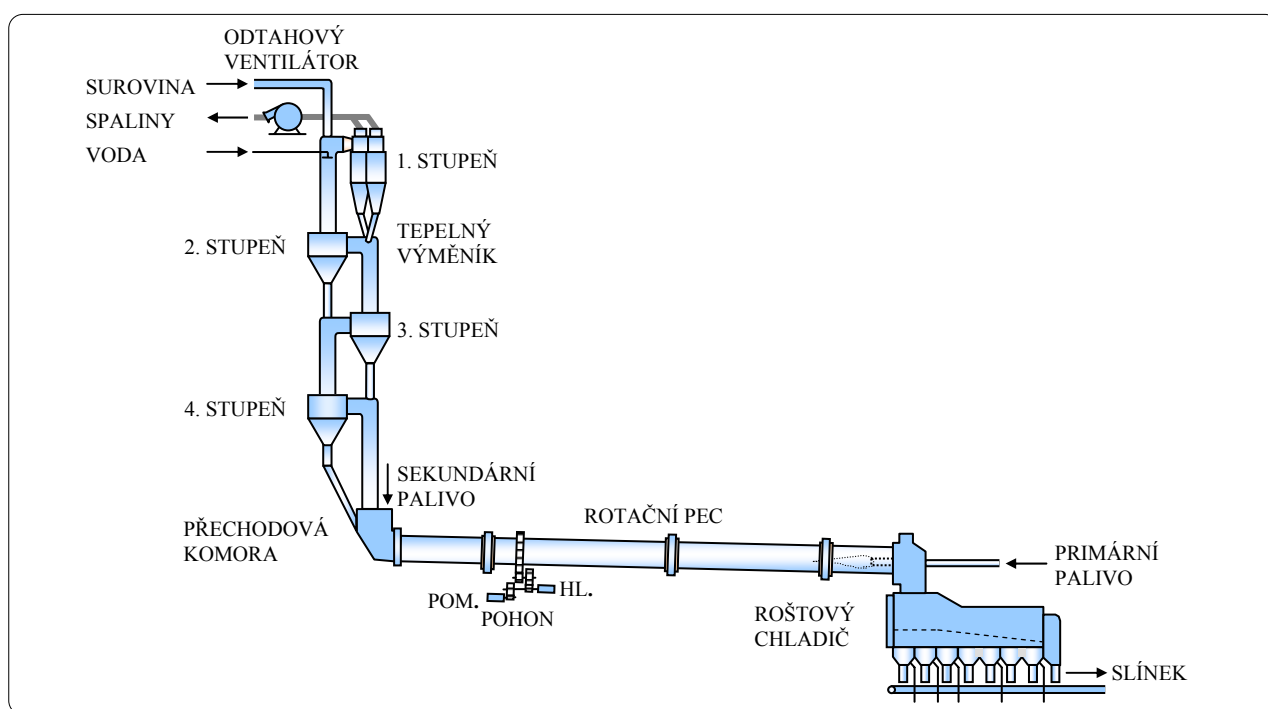 ODTAHOVÝ
VENTILÁTOR
SUROVINA
SPALINY
VODA
1. STUPEŇ
TEPELNÝ
VÝMĚNÍK
2. STUPEŇ
3. STUPEŇ
4. STUPEŇ
SEKUNDÁRNÍ
PALIVO
PŘECHODOVÁ
KOMORA
ROTAČNÍ PEC
PRIMÁRNÍ
PALIVO
POM.
HL.
POHON
ROŠTOVÝ
CHLADIČ
SLÍNEK